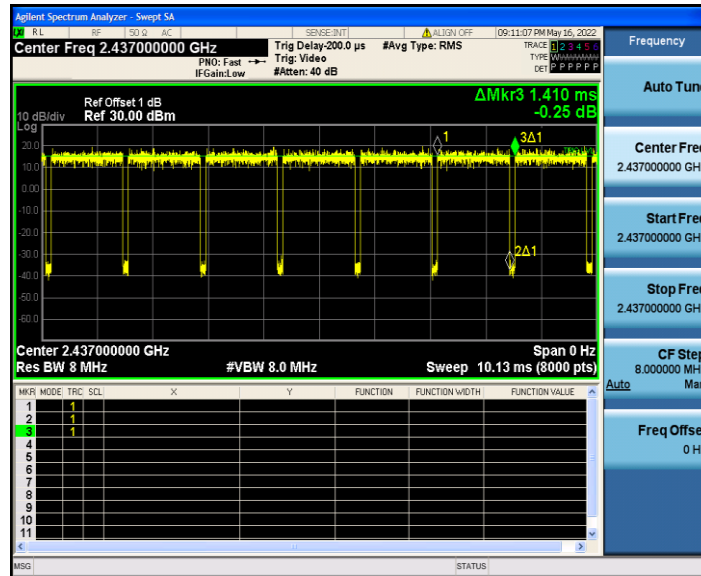 Agilent Spectrum Analyzer - Swept SA
RL RF 50 Ω AC SENSE:INT ALIGN OFF 09:11:07 PM May 16, 2022
Center Freq 2.437000000 GHz
PNO: Fast
IFGain:Low
Trig Delay-200.0 µs
Trig: Video
#Atten: 40 dB
#Avg Type: RMS
TRACE 1 2 3 4 5 6
TYPE
DET P P P P P P
ΔMkr3 1.410 ms
-0.25 dB
Ref Offset 1 dB
10 dB/div Ref 30.00 dBm
Log
20.0
10.0
0.00
-10.0
-20.0
-30.0
-40.0
-50.0
-60.0
1
3Δ1
2Δ1
Center 2.437000000 GHz Span 0 Hz
Res BW 8 MHz #VBW 8.0 MHz Sweep 10.13 ms (8000 pts)
MKR MODE TRC SCL X Y FUNCTION FUNCTION WIDTH FUNCTION VALUE
1 1
2 1
3 1
4
5
6
7
8
9
10
11
MSG STATUS
Frequency
Auto Tun
Center Fre
2.437000000 GH
Start Fre
2.437000000 GH
Stop Fre
2.437000000 GH
CF Step
8.000000 MH
Auto Ma
Freq Offse
0 H